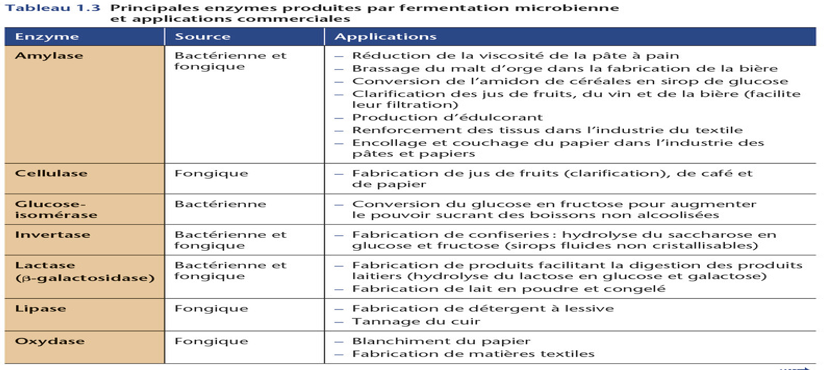 Tableau 1.3 Principales enzymes produites par fermentation microbienne
et applications commerciales
Enzyme Source Applications
Amylase Bactérienne et fongique
– Réduction de la viscosité de la pâte à pain
– Brassage du malt d'orge dans la fabrication de la bière
– Conversion de l'amidon de céréales en sirop de glucose
– Clarification des jus de fruits, du vin et de la bière (facilite
leur filtration)
– Production d'édulcorant
– Renforcement des tissus dans l'industrie du textile
– Encollage et couchage du papier dans l'industrie des
pâtes et papiers
Cellulase Fongique
– Fabrication de jus de fruits (clarification), de café et
de papier
Glucose-
isomérase
Bactérienne
– Conversion du glucose en fructose pour augmenter
le pouvoir sucrant des boissons non alcoolisées
Invertase
Bactérienne et
fongique
– Fabrication de confiseries : hydrolyse du saccharose en
glucose et fructose (sirops fluides non cristallisables)
Lactase
(β-galactosidase)
Bactérienne et
fongique
– Fabrication de produits facilitant la digestion des produits
laitiers (hydrolyse du lactose en glucose et galactose)
– Fabrication de lait en poudre et congelé
Lipase Fongique
– Fabrication de détergent à lessive
– Tannage du cuir
Oxydase Fongique
– Blanchiment du papier
– Fabrication de matières textiles